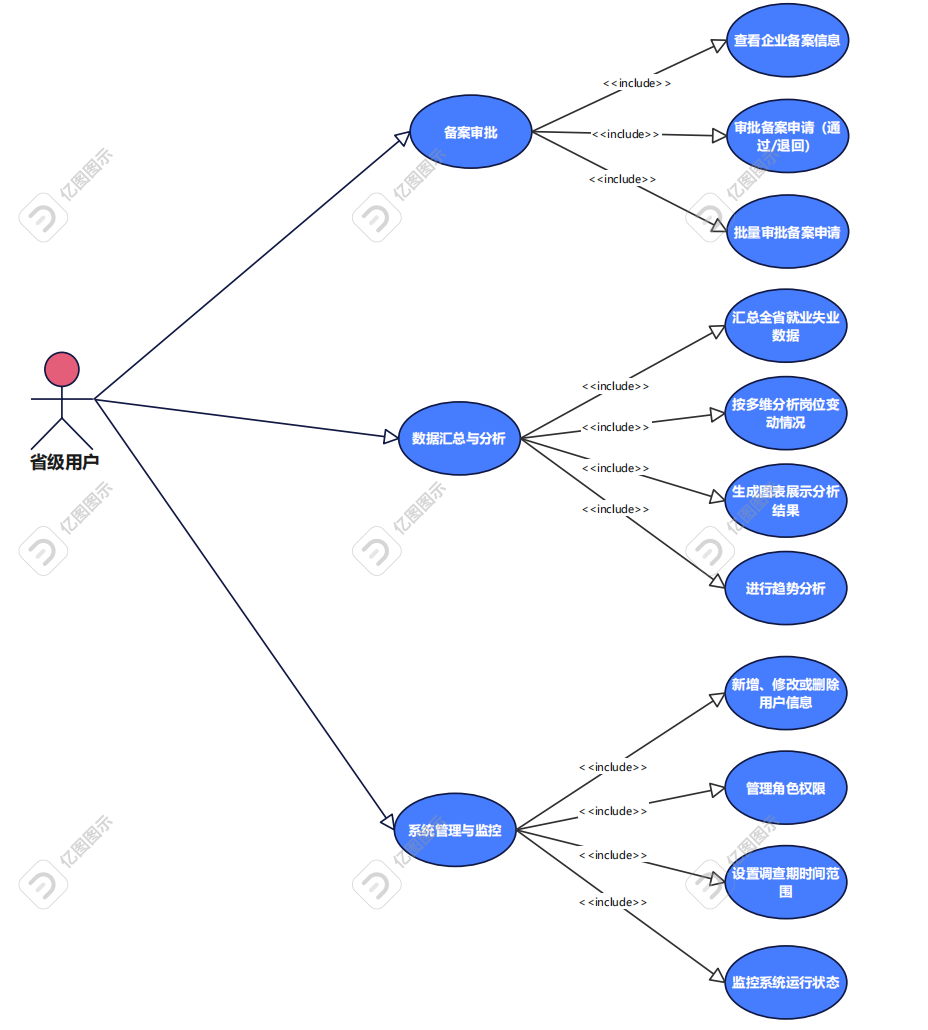 查看企业备案信息
<<include>>
备案审批
<<include>>
审批备案申请（通
过/退回）
<<include>>
批量审批备案申请
亿图图示
亿图图示
亿图图示
汇总全省就业失业
数据
<<include>>
按多维分析岗位变
动情况
<<include>>
数据汇总与分析
省级用户
<<include>>
生成图表展示分析
结果
<<include>>
亿图图示
亿图图示
亿图图示
进行趋势分析
新增、修改或删除
用户信息
<<include>>
管理角色权限
<<include>>
系统管理与监控
<<include>>
设置调查期时间范
围
<<include>>
亿图图示
亿图图示
亿图图示
监控系统运行状态